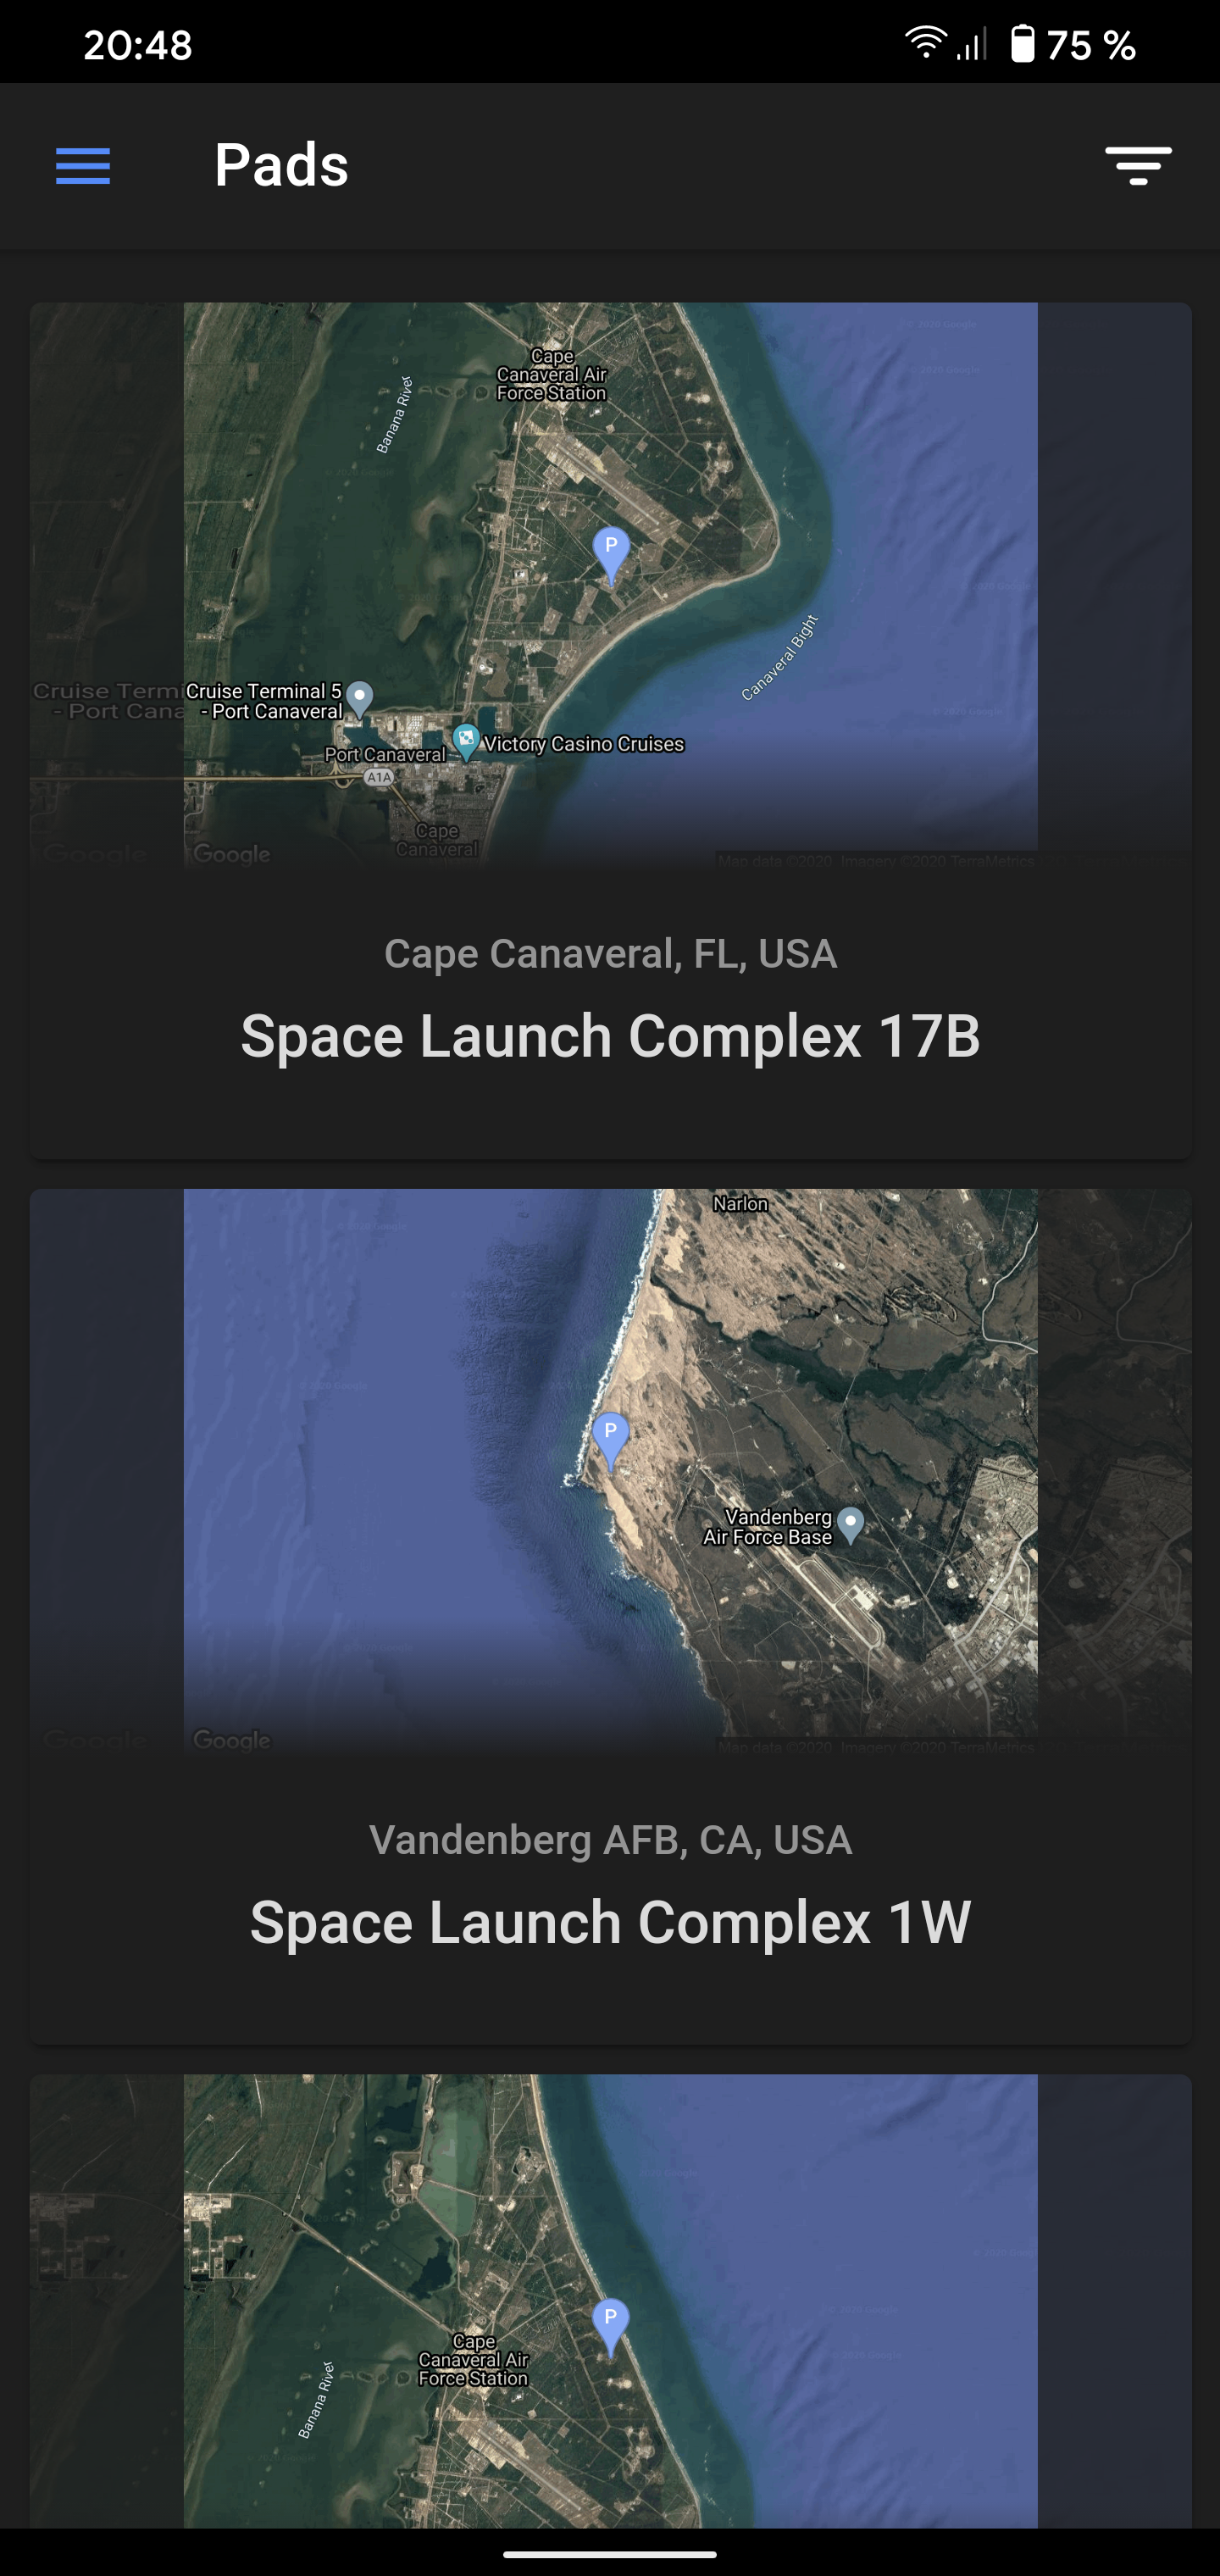 20:48
75 %
Pads
© 2020 Google
Cape
Canaveral Air
Force Station
Banana River
P
Canaveral Bight
Cruise Termi
- Port Cana
Cruise Terminal 5
- Port Canaveral
Port Canaveral
Victory Casino Cruises
A1A
Cape
Canaveral
Google
Google
Map data ©2020 Imagery ©2020 TerraMetrics
Cape Canaveral, FL, USA
Space Launch Complex 17B
Narlon
P
Vandenberg
Air Force Base
Google
Google
Map data ©2020 Imagery ©2020 TerraMetrics
Vandenberg AFB, CA, USA
Space Launch Complex 1W
P
Cape
Canaveral Air
Force Station
Banana River